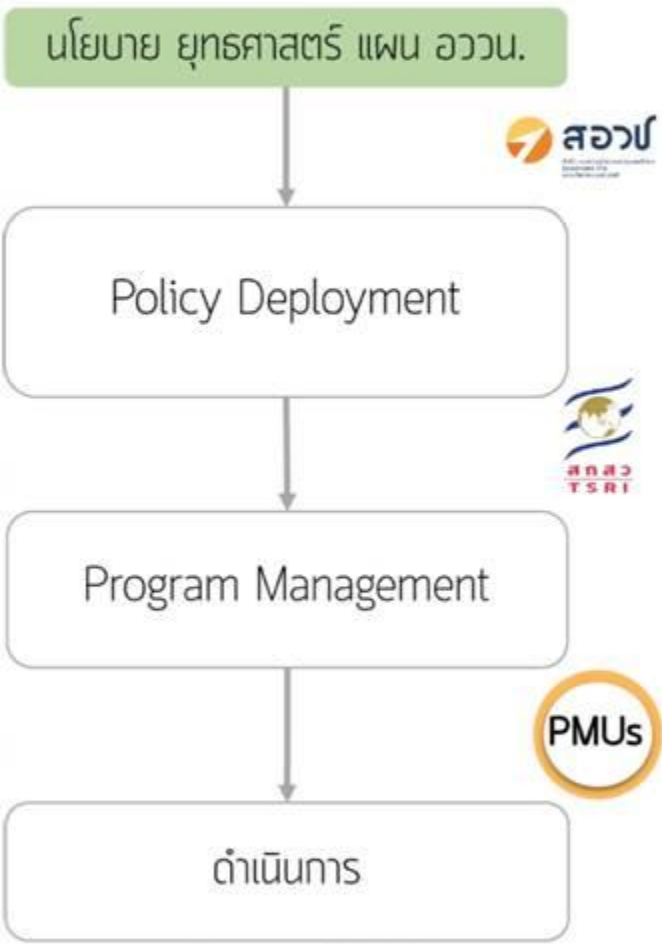 นโยบาย ยุทธศาสตร์ แผน อววน.
สอวช
Policy Deployment
สกสว
TSRI
Program Management
PMUs
ดำเนินการ